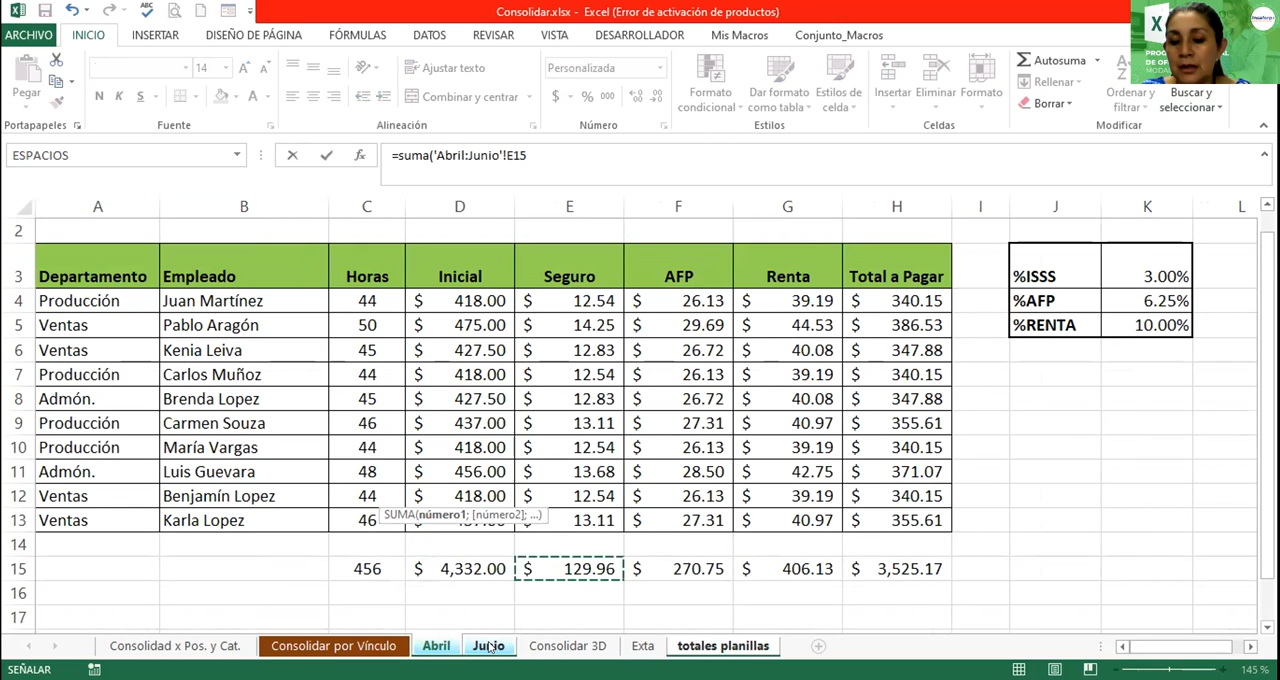 Consolidar.xlsx - Excel (Error de activación de productos)
ARCHIVO INICIO INSERTAR DISEÑO DE PÁGINA FÓRMULAS DATOS REVISAR VISTA DESARROLLADOR Mis Macros Conjunto_Macros
14 Ajustar texto Personalizada Autosuma
Pegar N K S Combinar y centrar $ % 000 Formato condicional Dar formato como tabla Estilos de celda Insertar Eliminar Formato Rellenar Borrar Ordenar y filtrar Buscar y seleccionar
Portapapeles Fuente Alineación Número Estilos Celdas Modificar
ESPACIOS =suma('Abril:Junio'!E15
A B C D E F G H I J K L
2
3 Departamento Empleado Horas Inicial Seguro AFP Renta Total a Pagar %ISSS 3.00%
4 Producción Juan Martínez 44 $ 418.00 $ 12.54 $ 26.13 $ 39.19 $ 340.15 %AFP 6.25%
5 Ventas Pablo Aragón 50 $ 475.00 $ 14.25 $ 29.69 $ 44.53 $ 386.53 %RENTA 10.00%
6 Ventas Kenia Leiva 45 $ 427.50 $ 12.83 $ 26.72 $ 40.08 $ 347.88
7 Producción Carlos Muñoz 44 $ 418.00 $ 12.54 $ 26.13 $ 39.19 $ 340.15
8 Admón. Brenda Lopez 45 $ 427.50 $ 12.83 $ 26.72 $ 40.08 $ 347.88
9 Producción Carmen Souza 46 $ 437.00 $ 13.11 $ 27.31 $ 40.97 $ 355.61
10 Producción María Vargas 44 $ 418.00 $ 12.54 $ 26.13 $ 39.19 $ 340.15
11 Admón. Luis Guevara 48 $ 456.00 $ 13.68 $ 28.50 $ 42.75 $ 371.07
12 Ventas Benjamín Lopez 44 $ 418.00 $ 12.54 $ 26.13 $ 39.19 $ 340.15
SUMA(número1; [número2]; ...)
13 Ventas Karla Lopez 46 $ 13.11 $ 27.31 $ 40.97 $ 355.61
14
15 456 $ 4,332.00 $ 129.96 $ 270.75 $ 406.13 $ 3,525.17
16
17
Consolidad x Pos. y Cat. Consolidar por Vínculo Abril Junio Consolidar 3D Exta totales planillas
SEÑALAR 145 %